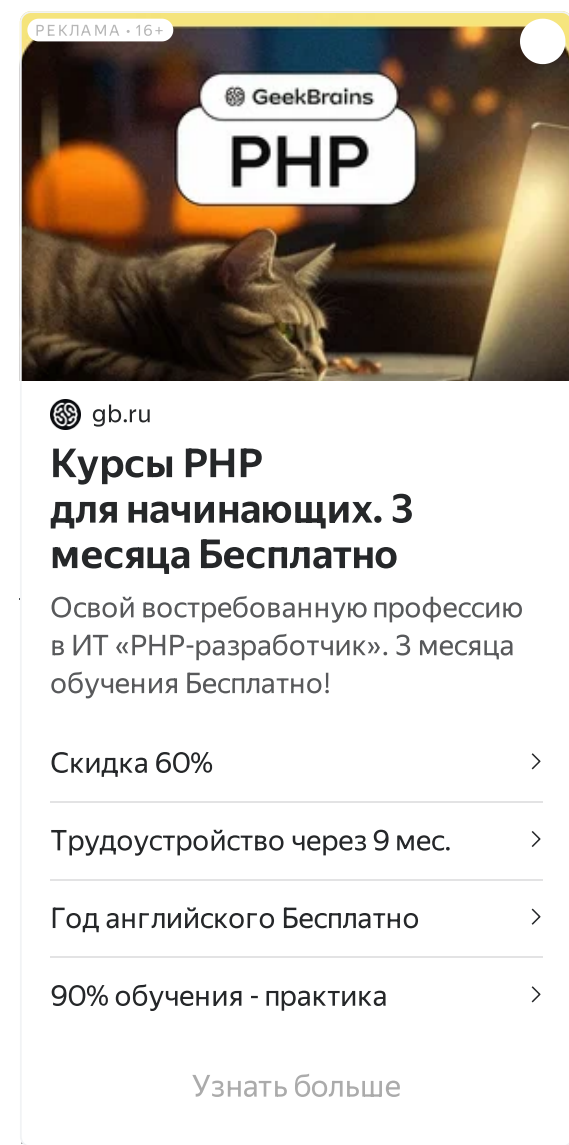 РЕКЛАМА • 16+
GeekBrains
PHP
gb.ru
Курсы PHP
для начинающих. 3
месяца Бесплатно
Освой востребованную профессию
в ИТ «PHP-разработчик». 3 месяца
обучения Бесплатно!
Скидка 60%
Трудоустройство через 9 мес.
Год английского Бесплатно
90% обучения - практика
Узнать больше